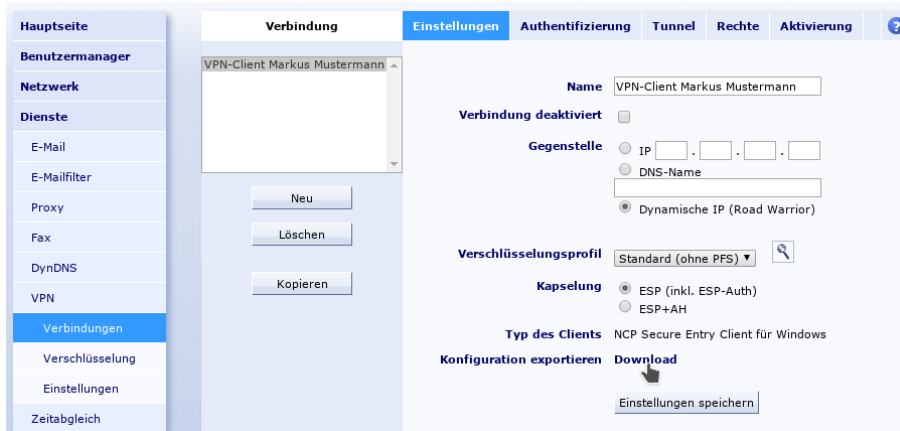 Hauptseite
Benutzermanager
Netzwerk
Dienste
E-Mail
E-Mailfilter
Proxy
Fax
DynDNS
VPN
Verbindungen
Verschlüsselung
Einstellungen
Zeitabgleich
Verbindung
VPN-Client Markus Mustermann
Neu
Löschen
Kopieren
Einstellungen Authentifizierung Tunnel Rechte Aktivierung ?
Name VPN-Client Markus Mustermann
Verbindung deaktiviert
Gegenstelle IP . . .
DNS-Name
Dynamische IP (Road Warrior)
Verschlüsselungsprofil Standard (ohne PFS)
Kapselung ESP (inkl. ESP-Auth)
ESP+AH
Typ des Clients NCP Secure Entry Client für Windows
Konfiguration exportieren Download
Einstellungen speichern